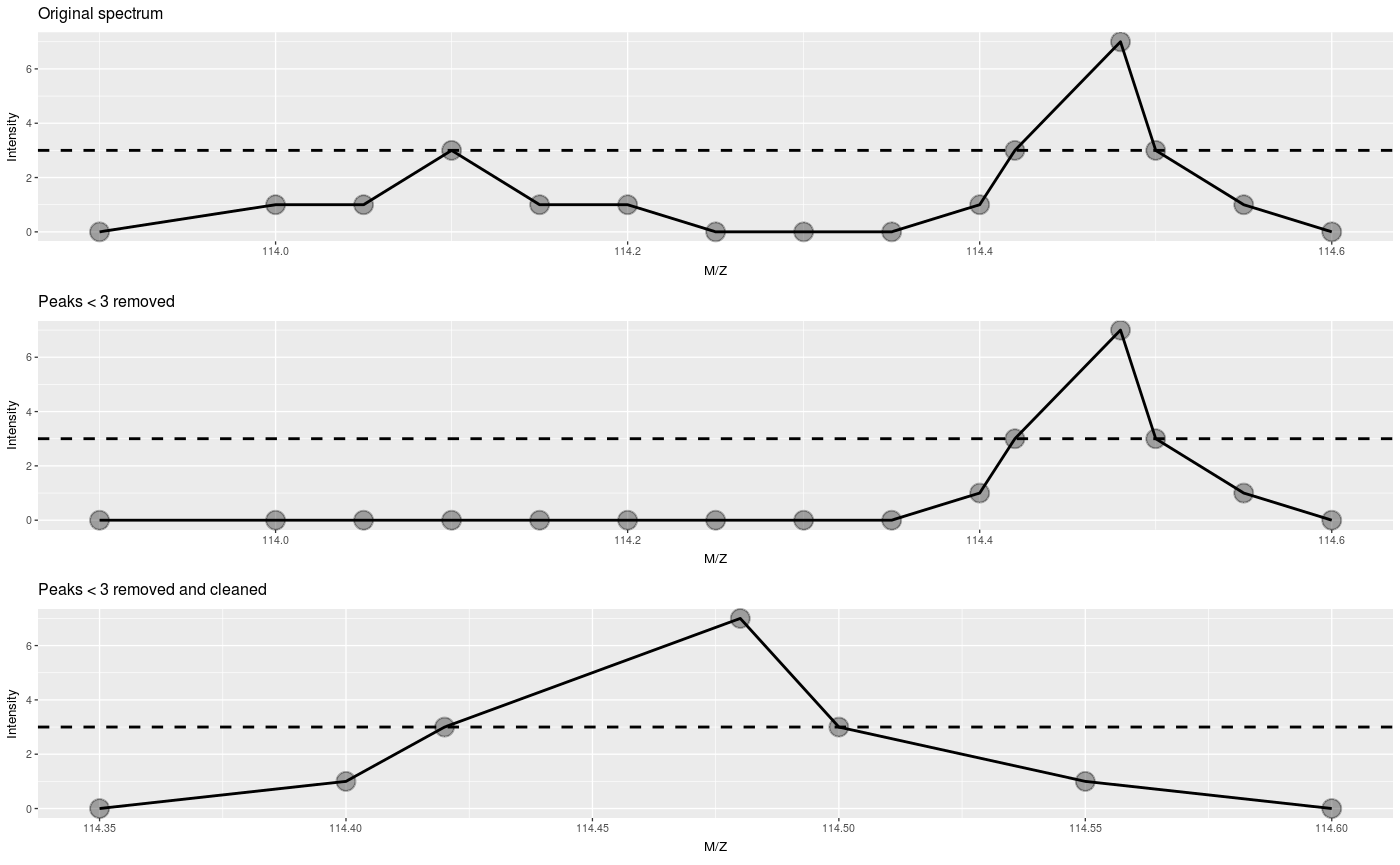 Original spectrum
Intensity
6
4
2
0
114.0 114.2 114.4 114.6
M/Z
Peaks < 3 removed
Intensity
6
4
2
0
114.0 114.2 114.4 114.6
M/Z
Peaks < 3 removed and cleaned
Intensity
6
4
2
0
114.35 114.40 114.45 114.50 114.55 114.60
M/Z